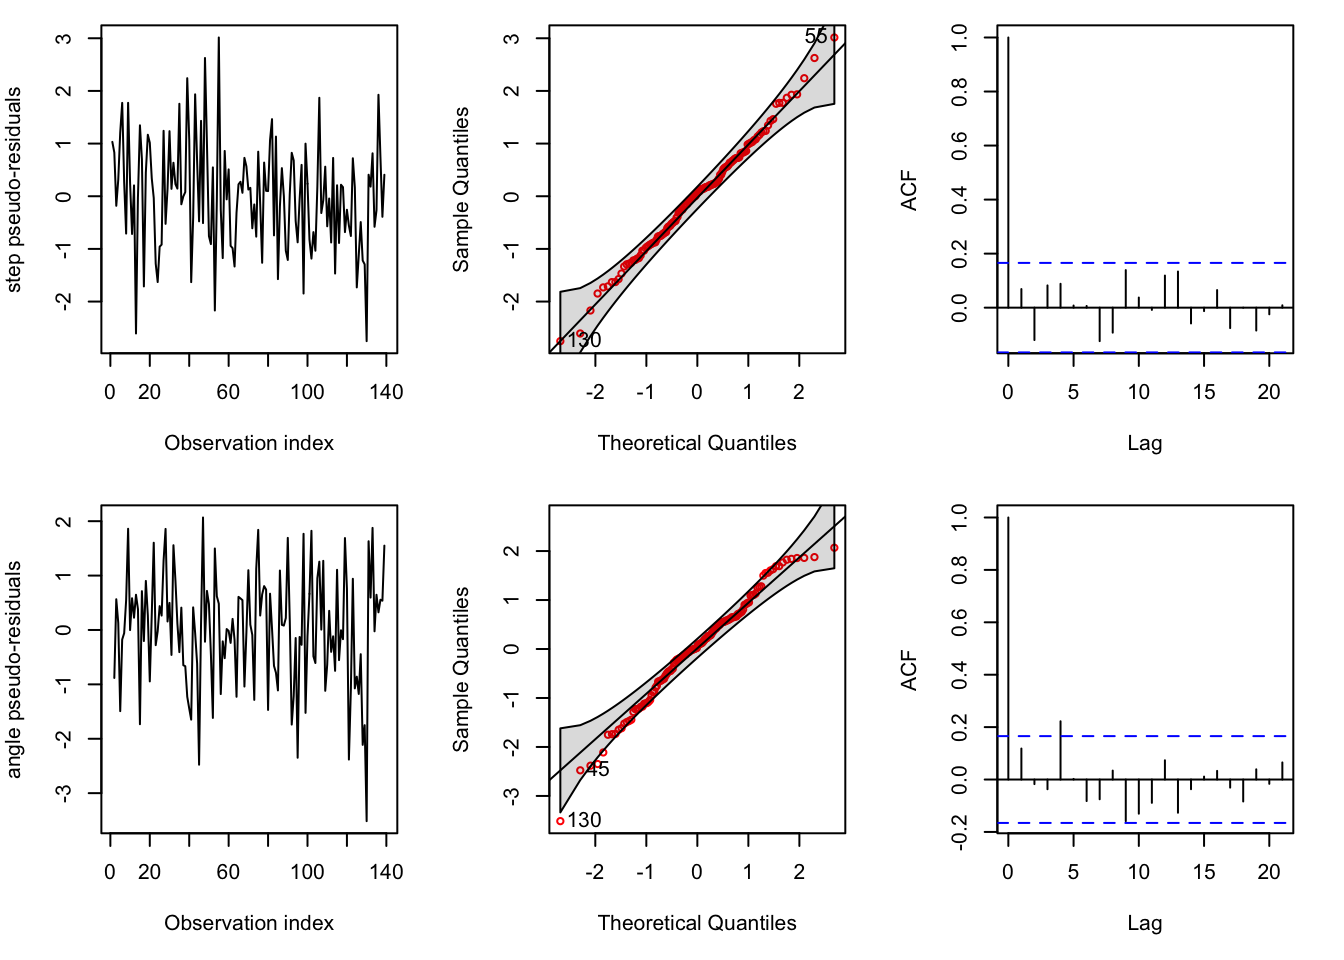 step pseudo-residuals
3
2
1
0
-1
-2
0 20 60 100 140
Observation index
Sample Quantiles
3
2
1
0
-1
-2
55
130
-2 -1 0 1 2
Theoretical Quantiles
ACF
1.0
0.8
0.6
0.4
0.2
0.0
0 5 10 15 20
Lag
angle pseudo-residuals
2
1
0
-1
-2
-3
0 20 60 100 140
Observation index
Sample Quantiles
2
1
0
-1
-2
-3
45
130
-2 -1 0 1 2
Theoretical Quantiles
ACF
1.0
0.8
0.6
0.4
0.2
0.0
-0.2
0 5 10 15 20
Lag